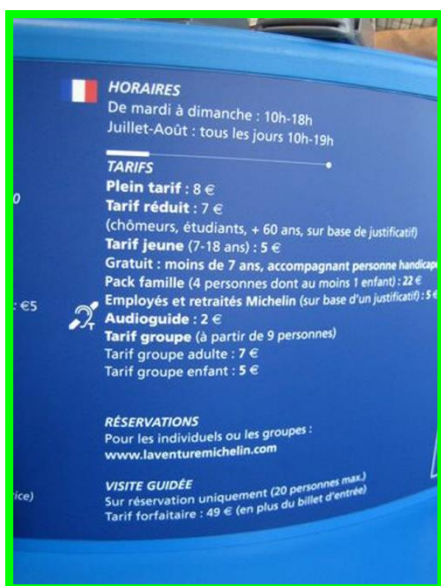 HORAIRES
De mardi à dimanche : 10h-18h
Juillet-Août : tous les jours 10h-19h
TARIFS
Plein tarif : 8 €
Tarif réduit : 7 €
(chômeurs, étudiants, + 60 ans, sur base de justificatif)
Tarif jeune (7-18 ans) : 5 €
Gratuit : moins de 7 ans, accompagnant personne
Pack famille (4 personnes dont au moins 1 enfant) : 22 €
Employés et retraités Michelin (sur base d'un justificatif) : 5 €
: €5
Audioguide : 2 €
Tarif groupe (à partir de 9 personnes)
Tarif groupe adulte : 7 €
Tarif groupe enfant : 5 €
RÉSERVATIONS
Pour les individuels ou les groupes :
www.laventuremichelin.com
VISITE GUIDÉE
Sur réservation uniquement (20 personnes max.)
Tarif forfaitaire : 49 € (en plus du billet d'entrée)